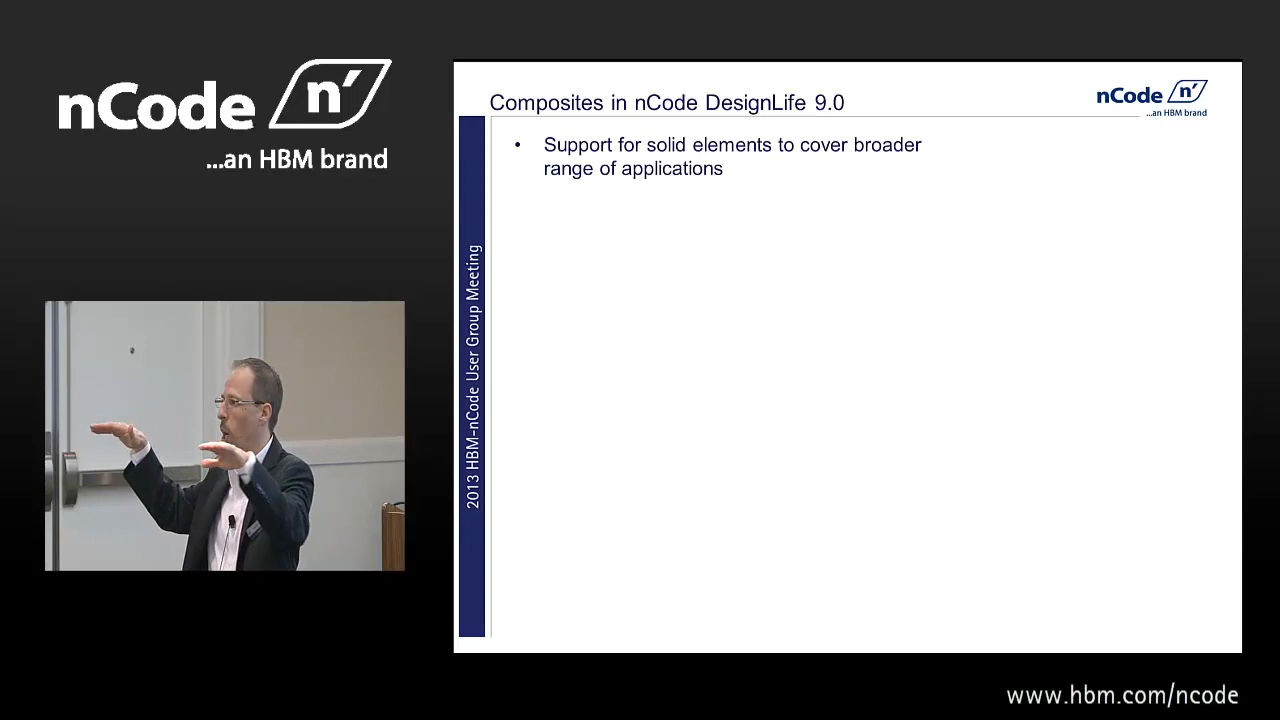 nCode n'
...an HBM brand
Composites in nCode DesignLife 9.0
nCode n'
...an HBM brand
• Support for solid elements to cover broader
range of applications
2013 HBM-nCode User Group Meeting
www.hbm.com/ncode